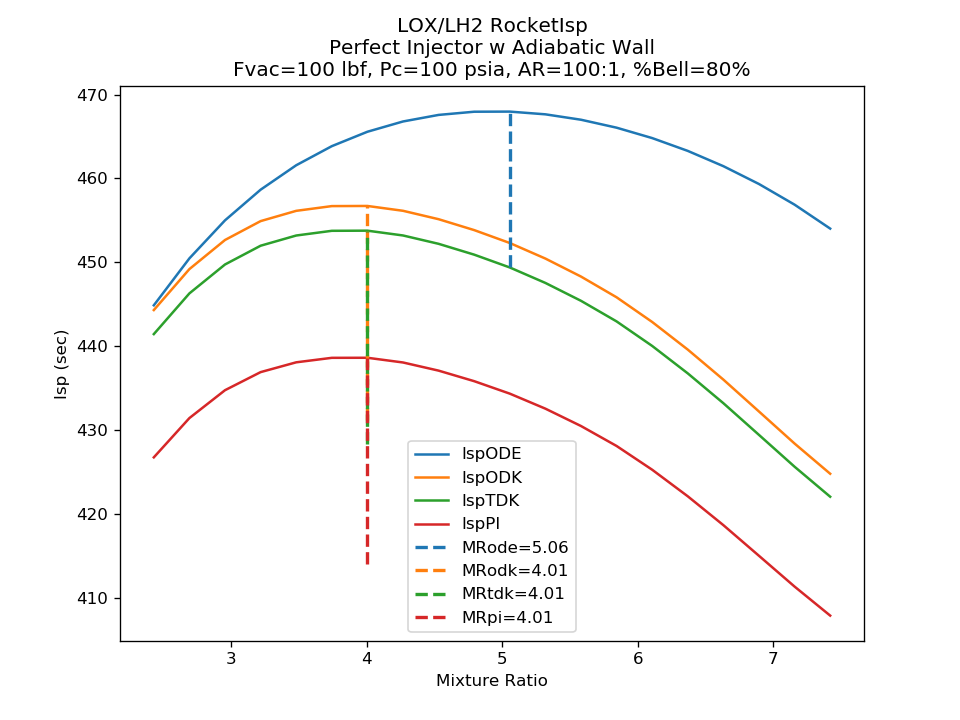 LOX/LH2 RocketIsp
Perfect Injector w Adiabatic Wall
Fvac=100 lbf, Pc=100 psia, AR=100:1, %Bell=80%
470
460
450
440
430
420
410
Isp (sec)
IspODE
IspODK
IspTDK
IspPI
MRode=5.06
MRodk=4.01
MRtdk=4.01
MRpi=4.01
3 4 5 6 7
Mixture Ratio